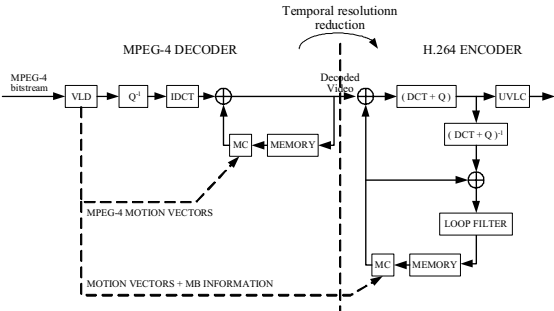 Temporal resolutionn
reduction
MPEG-4 DECODER
H.264 ENCODER
MPEG-4
bitstream
VLD
Q-1
IDCT
Decoded
Video
( DCT + Q )
UVLC
( DCT + Q )-1
MC
MEMORY
MPEG-4 MOTION VECTORS
LOOP FILTER
MOTION VECTORS + MB INFORMATION
MC
MEMORY